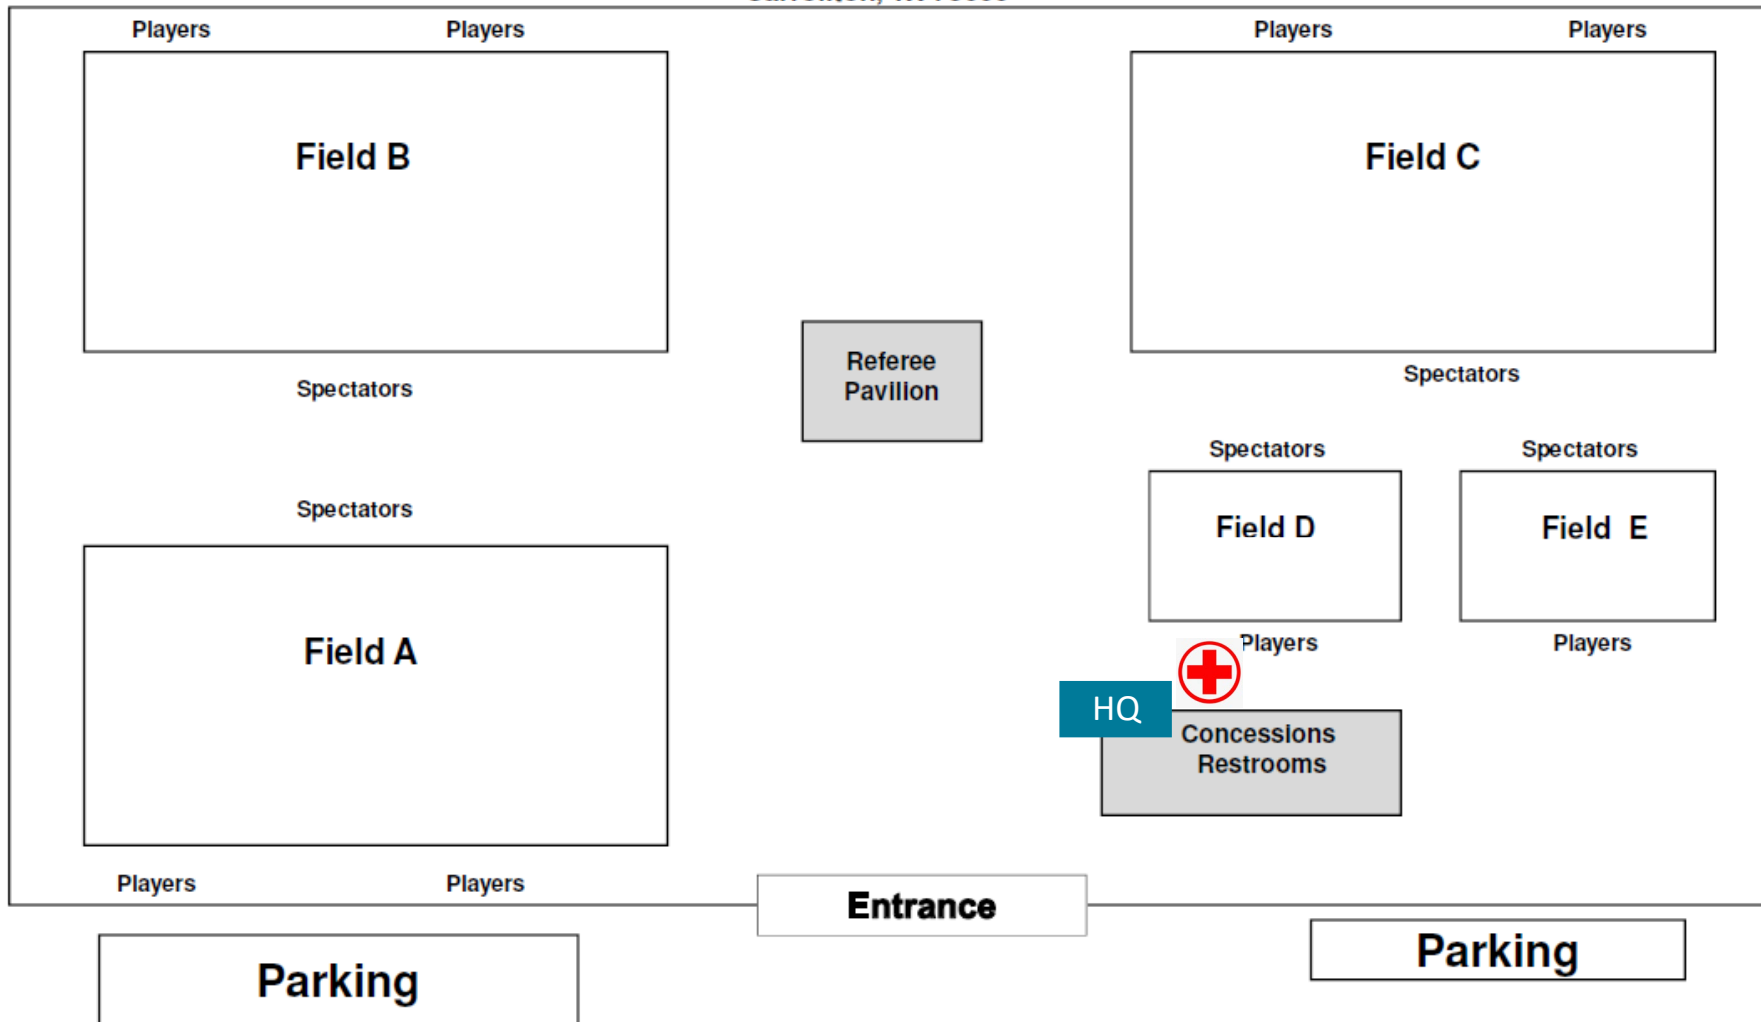 Players Players Players Players
Field B Field C
Referee
Pavilion
Spectators Spectators
Spectators Spectators
Spectators
Field D Field E
Field A
Players Players
HQ
Concessions
Restrooms
Players Players
Entrance
Parking Parking